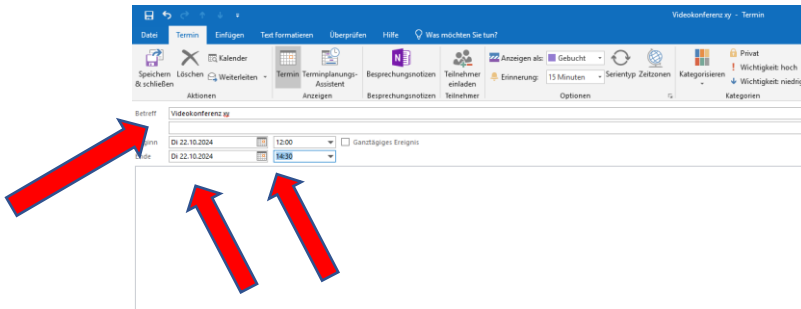 Videokonferenz xy - Termin
Datei Termin Einfügen Text formatieren Überprüfen Hilfe Was möchten Sie tun?
Speichern & schließen
Löschen
Kalender
Weiterleiten
Aktionen
Termin
Terminplanungs-Assistent
Anzeigen
Besprechungsnotizen
Besprechungsnotizen
Teilnehmer einladen
Teilnehmer
Anzeigen als: Gebucht
Erinnerung: 15 Minuten
Serientyp
Zeitzonen
Optionen
Kategorisieren
Privat
Wichtigkeit: hoch
Wichtigkeit: niedrig
Kategorien
Betreff Videokonferenz xy
Di 22.10.2024 12:00 Ganztägiges Ereignis
Di 22.10.2024 14:30